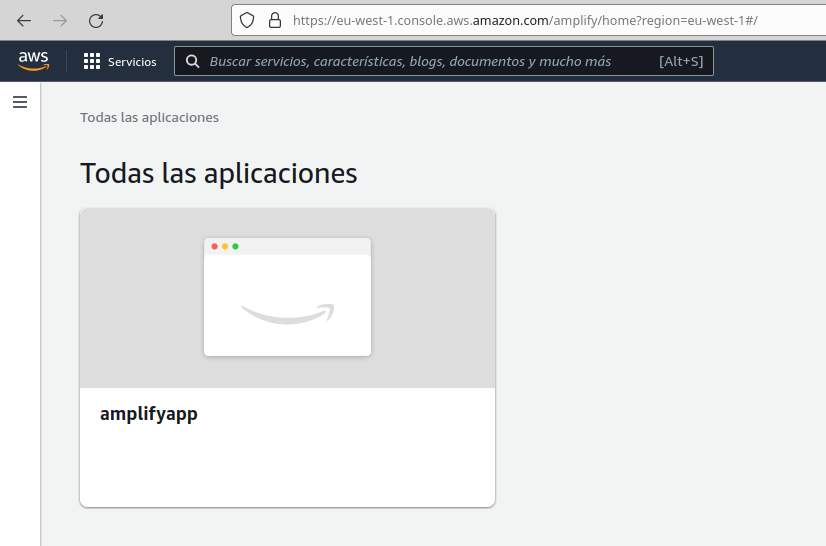 https://eu-west-1.console.aws.amazon.com/amplify/home?region=eu-west-1#/
aws
Servicios
Buscar servicios, características, blogs, documentos y mucho más
[Alt+S]
Todas las aplicaciones
Todas las aplicaciones
amplifyapp